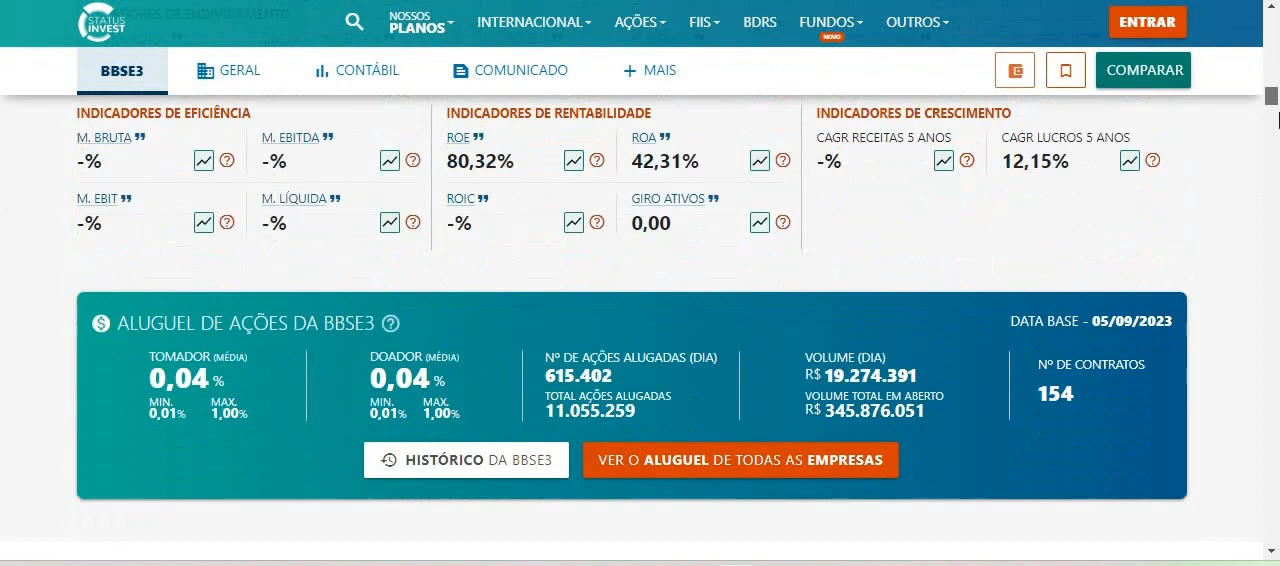 STATUS
INVEST
NOSSOS
PLANOS
INTERNACIONAL
AÇÕES
FIIS
BDRS
FUNDOS
NOVO
OUTROS
ENTRAR
BBSE3
GERAL
CONTÁBIL
COMUNICADO
+ MAIS
COMPARAR
INDICADORES DE EFICIÊNCIA
M. BRUTA
-%
M. EBITDA
-%
M. EBIT
-%
M. LÍQUIDA
-%
INDICADORES DE RENTABILIDADE
ROE
80,32%
ROA
42,31%
ROIC
-%
GIRO ATIVOS
0,00
INDICADORES DE CRESCIMENTO
CAGR RECEITAS 5 ANOS
-%
CAGR LUCROS 5 ANOS
12,15%
ALUGUEL DE AÇÕES DA BBSE3
DATA BASE - 05/09/2023
TOMADOR (MÉDIA)
0,04 %
MIN. MAX.
0,01% 1,00%
DOADOR (MÉDIA)
0,04 %
MIN. MAX.
0,01% 1,00%
Nº DE AÇÕES ALUGADAS (DIA)
615.402
TOTAL AÇÕES ALUGADAS
11.055.259
VOLUME (DIA)
R$ 19.274.391
VOLUME TOTAL EM ABERTO
R$ 345.876.051
Nº DE CONTRATOS
154
HISTÓRICO DA BBSE3
VER O ALUGUEL DE TODAS AS EMPRESAS